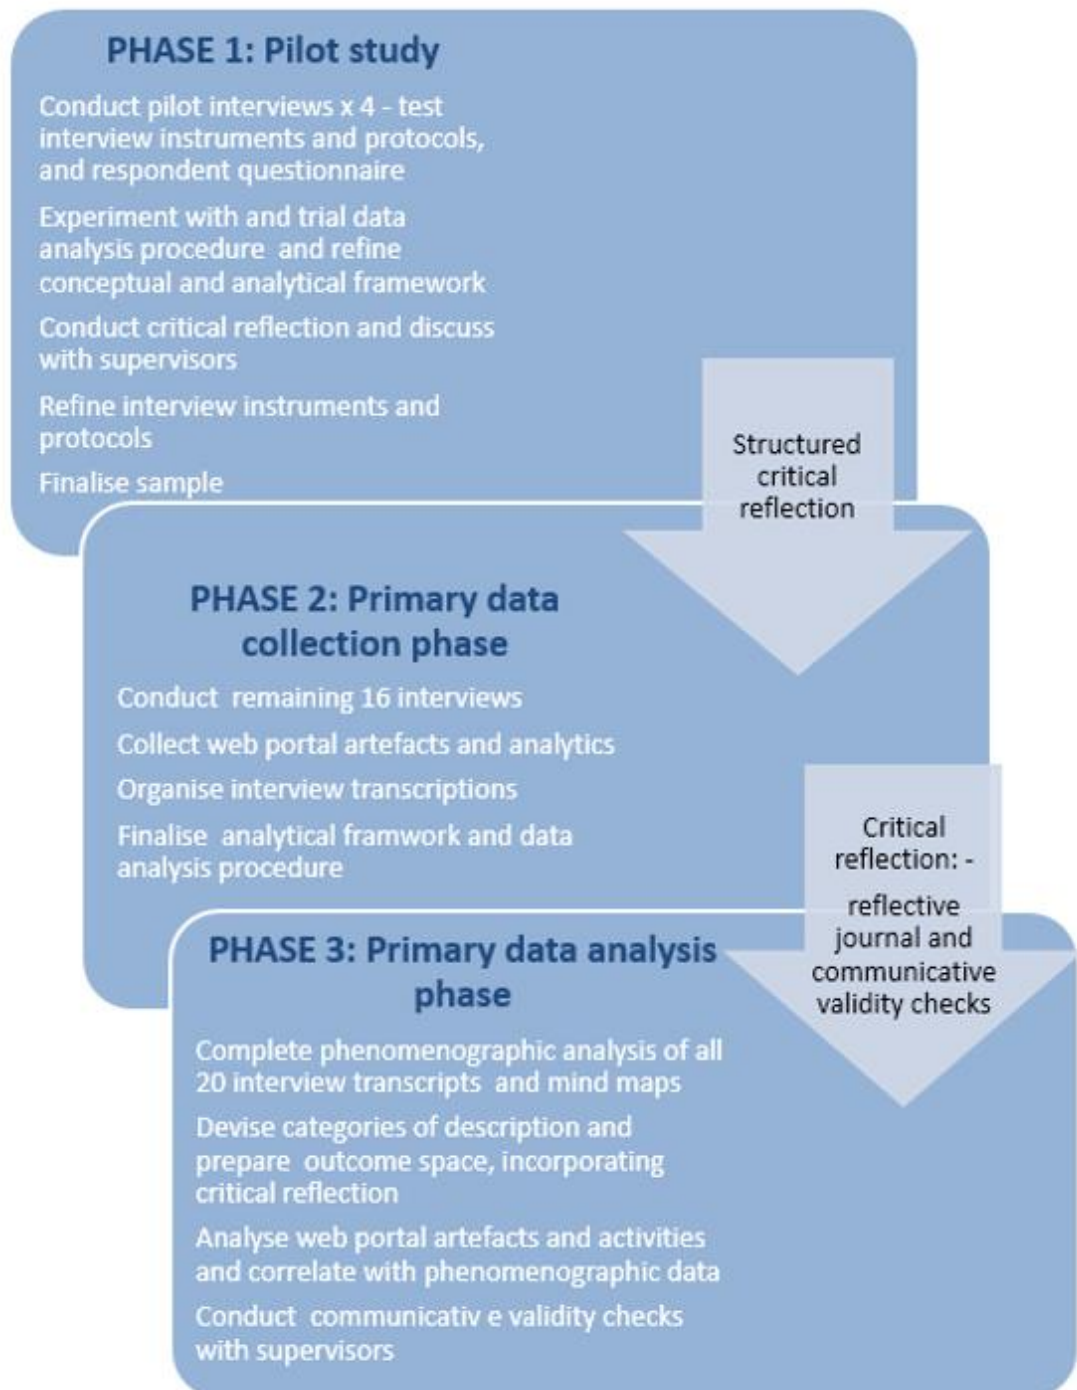 PHASE 1: Pilot study
Conduct pilot interviews x 4 - test
interview instruments and protocols,
and respondent questionnaire
Experiment with and trial data
analysis procedure and refine
conceptual and analytical framework
Conduct critical reflection and discuss
with supervisors
Refine interview instruments and
protocols
Finalise sample
Structured
critical
reflection
PHASE 2: Primary data
collection phase
Conduct remaining 16 interviews
Collect web portal artefacts and analytics
Organise interview transcriptions
Finalise analytical framwork and data
analysis procedure
Critical
reflection: -
reflective
journal and
communicative
validity checks
PHASE 3: Primary data analysis
phase
Complete phenomenographic analysis of all
20 interview transcripts and mind maps
Devise categories of description and
prepare outcome space, incorporating
critical reflection
Analyse web portal artefacts and activities
and correlate with phenomenographic data
Conduct communicativ e validity checks
with supervisors